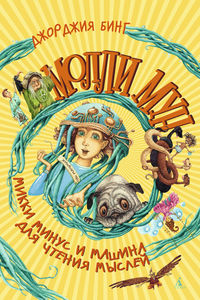 ДЖОРДЖИЯ БИНГ
МОЛЛИ МУН
МИККИ МИНУС И МАШИНА
ДЛЯ ЧТЕНИЯ МЫСЛЕЙ